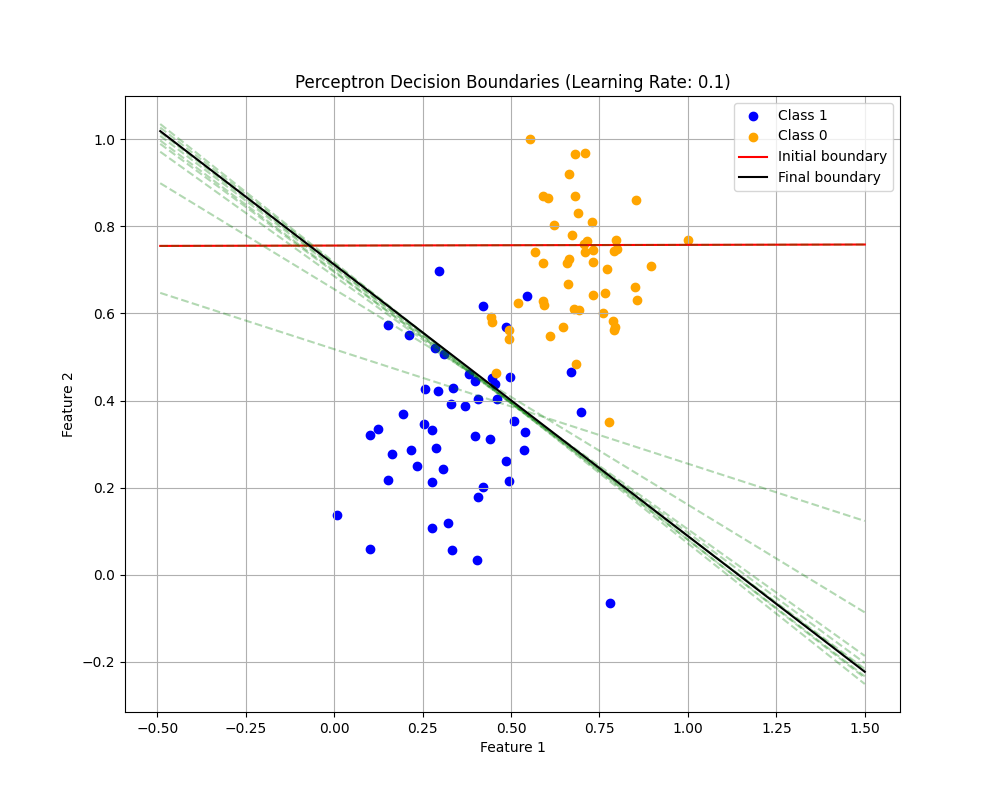 Perceptron Decision Boundaries (Learning Rate: 0.1)
Class 1
Class 0
Initial boundary
Final boundary
Feature 2
1.0
0.8
0.6
0.4
0.2
0.0
−0.2
−0.50
−0.25
0.00
0.25
0.50
0.75
1.00
1.25
1.50
Feature 1